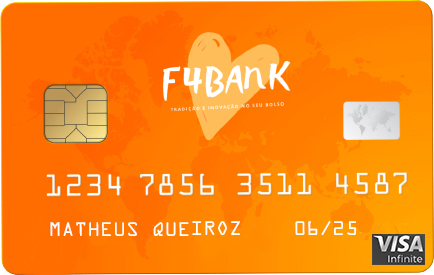 F4BANK
TRADIÇÃO E INOVAÇÃO NO SEU BOLSO
1234 7856 3511 4587
MATHEUS QUEIROZ 06/25
VISA
Infinite